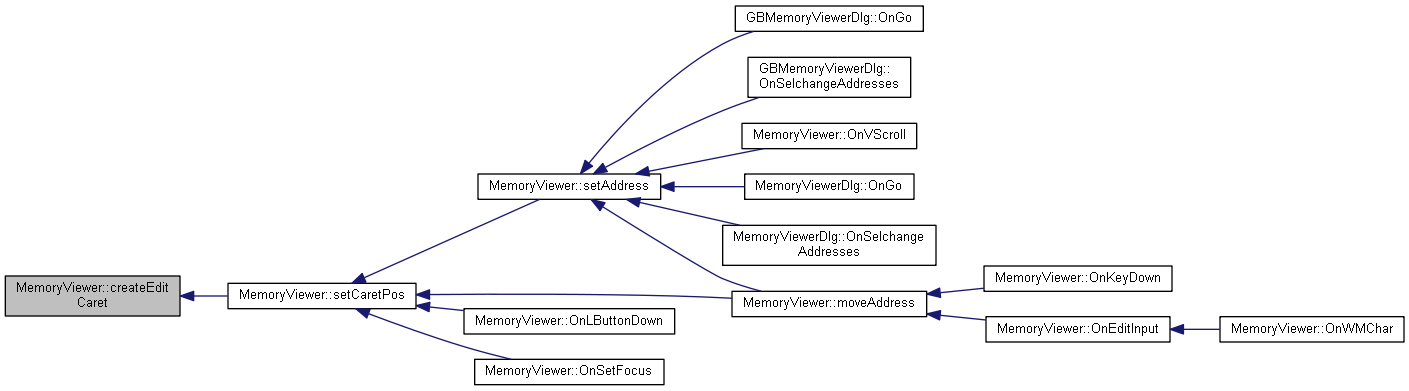 GBMemoryViewerDlg::OnGo
GBMemoryViewerDlg::
OnSelchangeAddresses
MemoryViewer::OnVScroll
MemoryViewer::setAddress
MemoryViewerDlg::OnGo
MemoryViewerDlg::OnSelchange
Addresses
MemoryViewer::createEdit
Caret
MemoryViewer::setCaretPos
MemoryViewer::moveAddress
MemoryViewer::OnKeyDown
MemoryViewer::OnLButtonDown
MemoryViewer::OnEditInput
MemoryViewer::OnWMChar
MemoryViewer::OnSetFocus